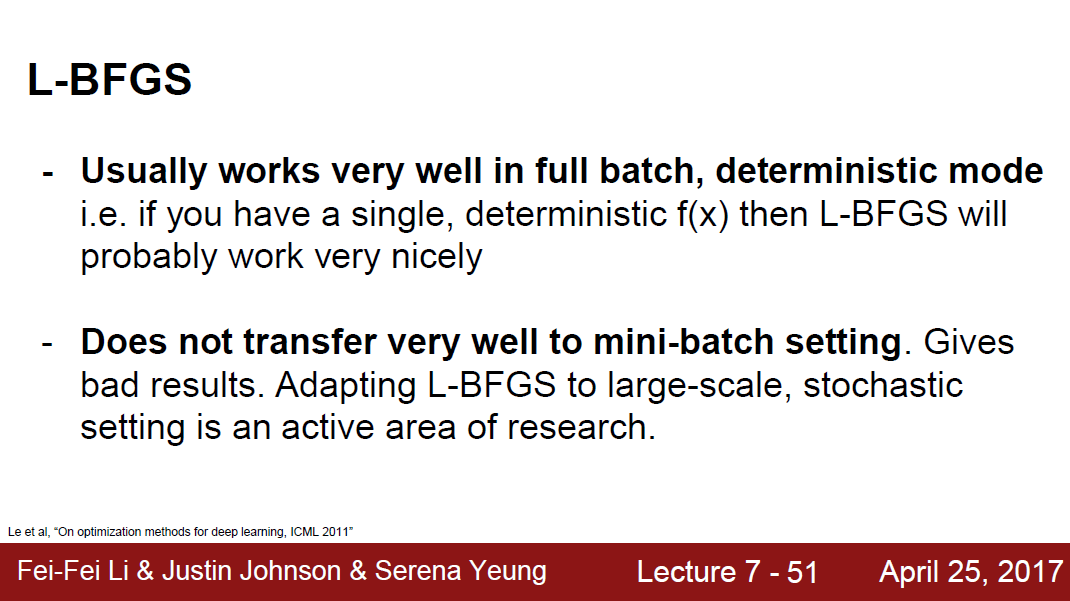 L-BFGS
- Usually works very well in full batch, deterministic mode
i.e. if you have a single, deterministic f(x) then L-BFGS will
probably work very nicely
- Does not transfer very well to mini-batch setting. Gives
bad results. Adapting L-BFGS to large-scale, stochastic
setting is an active area of research.
Le et al, “On optimization methods for deep learning, ICML 2011”
Fei-Fei Li & Justin Johnson & Serena Yeung Lecture 7 - 51 April 25, 2017